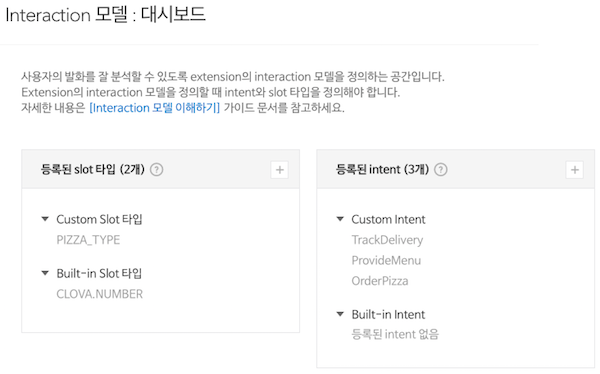 Interaction 모델 : 대시보드
사용자의 발화를 잘 분석할 수 있도록 extension의 interaction 모델을 정의하는 공간입니다.
Extension의 interaction 모델을 정의할 때 intent와 slot 타입을 정의해야 합니다.
자세한 내용은 [Interaction 모델 이해하기] 가이드 문서를 참고하세요.
등록된 slot 타입 (2개) ? +
Custom Slot 타입
PIZZA_TYPE
Built-in Slot 타입
CLOVA.NUMBER
등록된 intent (3개) ? +
Custom Intent
TrackDelivery
ProvideMenu
OrderPizza
Built-in Intent
등록된 intent 없음